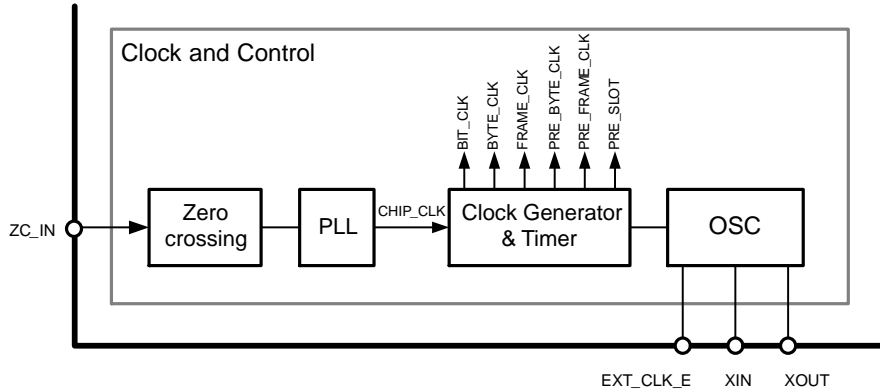 Clock and Control
BIT_CLK
BYTE_CLK
FRAME_CLK
PRE_BYTE_CLK
PRE_FRAME_CLK
PRE_SLOT
ZC_IN
Zero
crossing
PLL
CHIP_CLK
Clock Generator
& Timer
OSC
EXT_CLK_E
XIN
XOUT